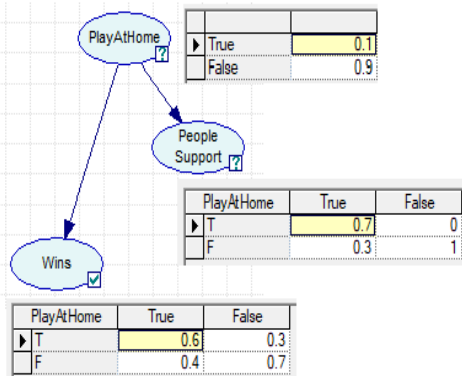 PlayAtHome
?
True 0.1
False 0.9
People
Support
?
PlayAtHome True False
T 0.7 0
F 0.3 1
Wins
PlayAtHome True False
T 0.6 0.3
F 0.4 0.7